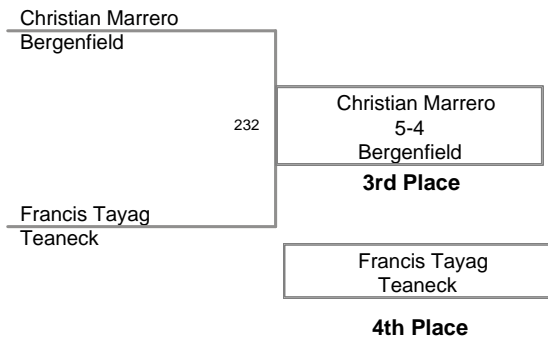 Christian Marrero
Bergenfield
232
Christian Marrero
5-4
Bergenfield
3rd Place
Francis Tayag
Teaneck
Francis Tayag
Teaneck
4th Place